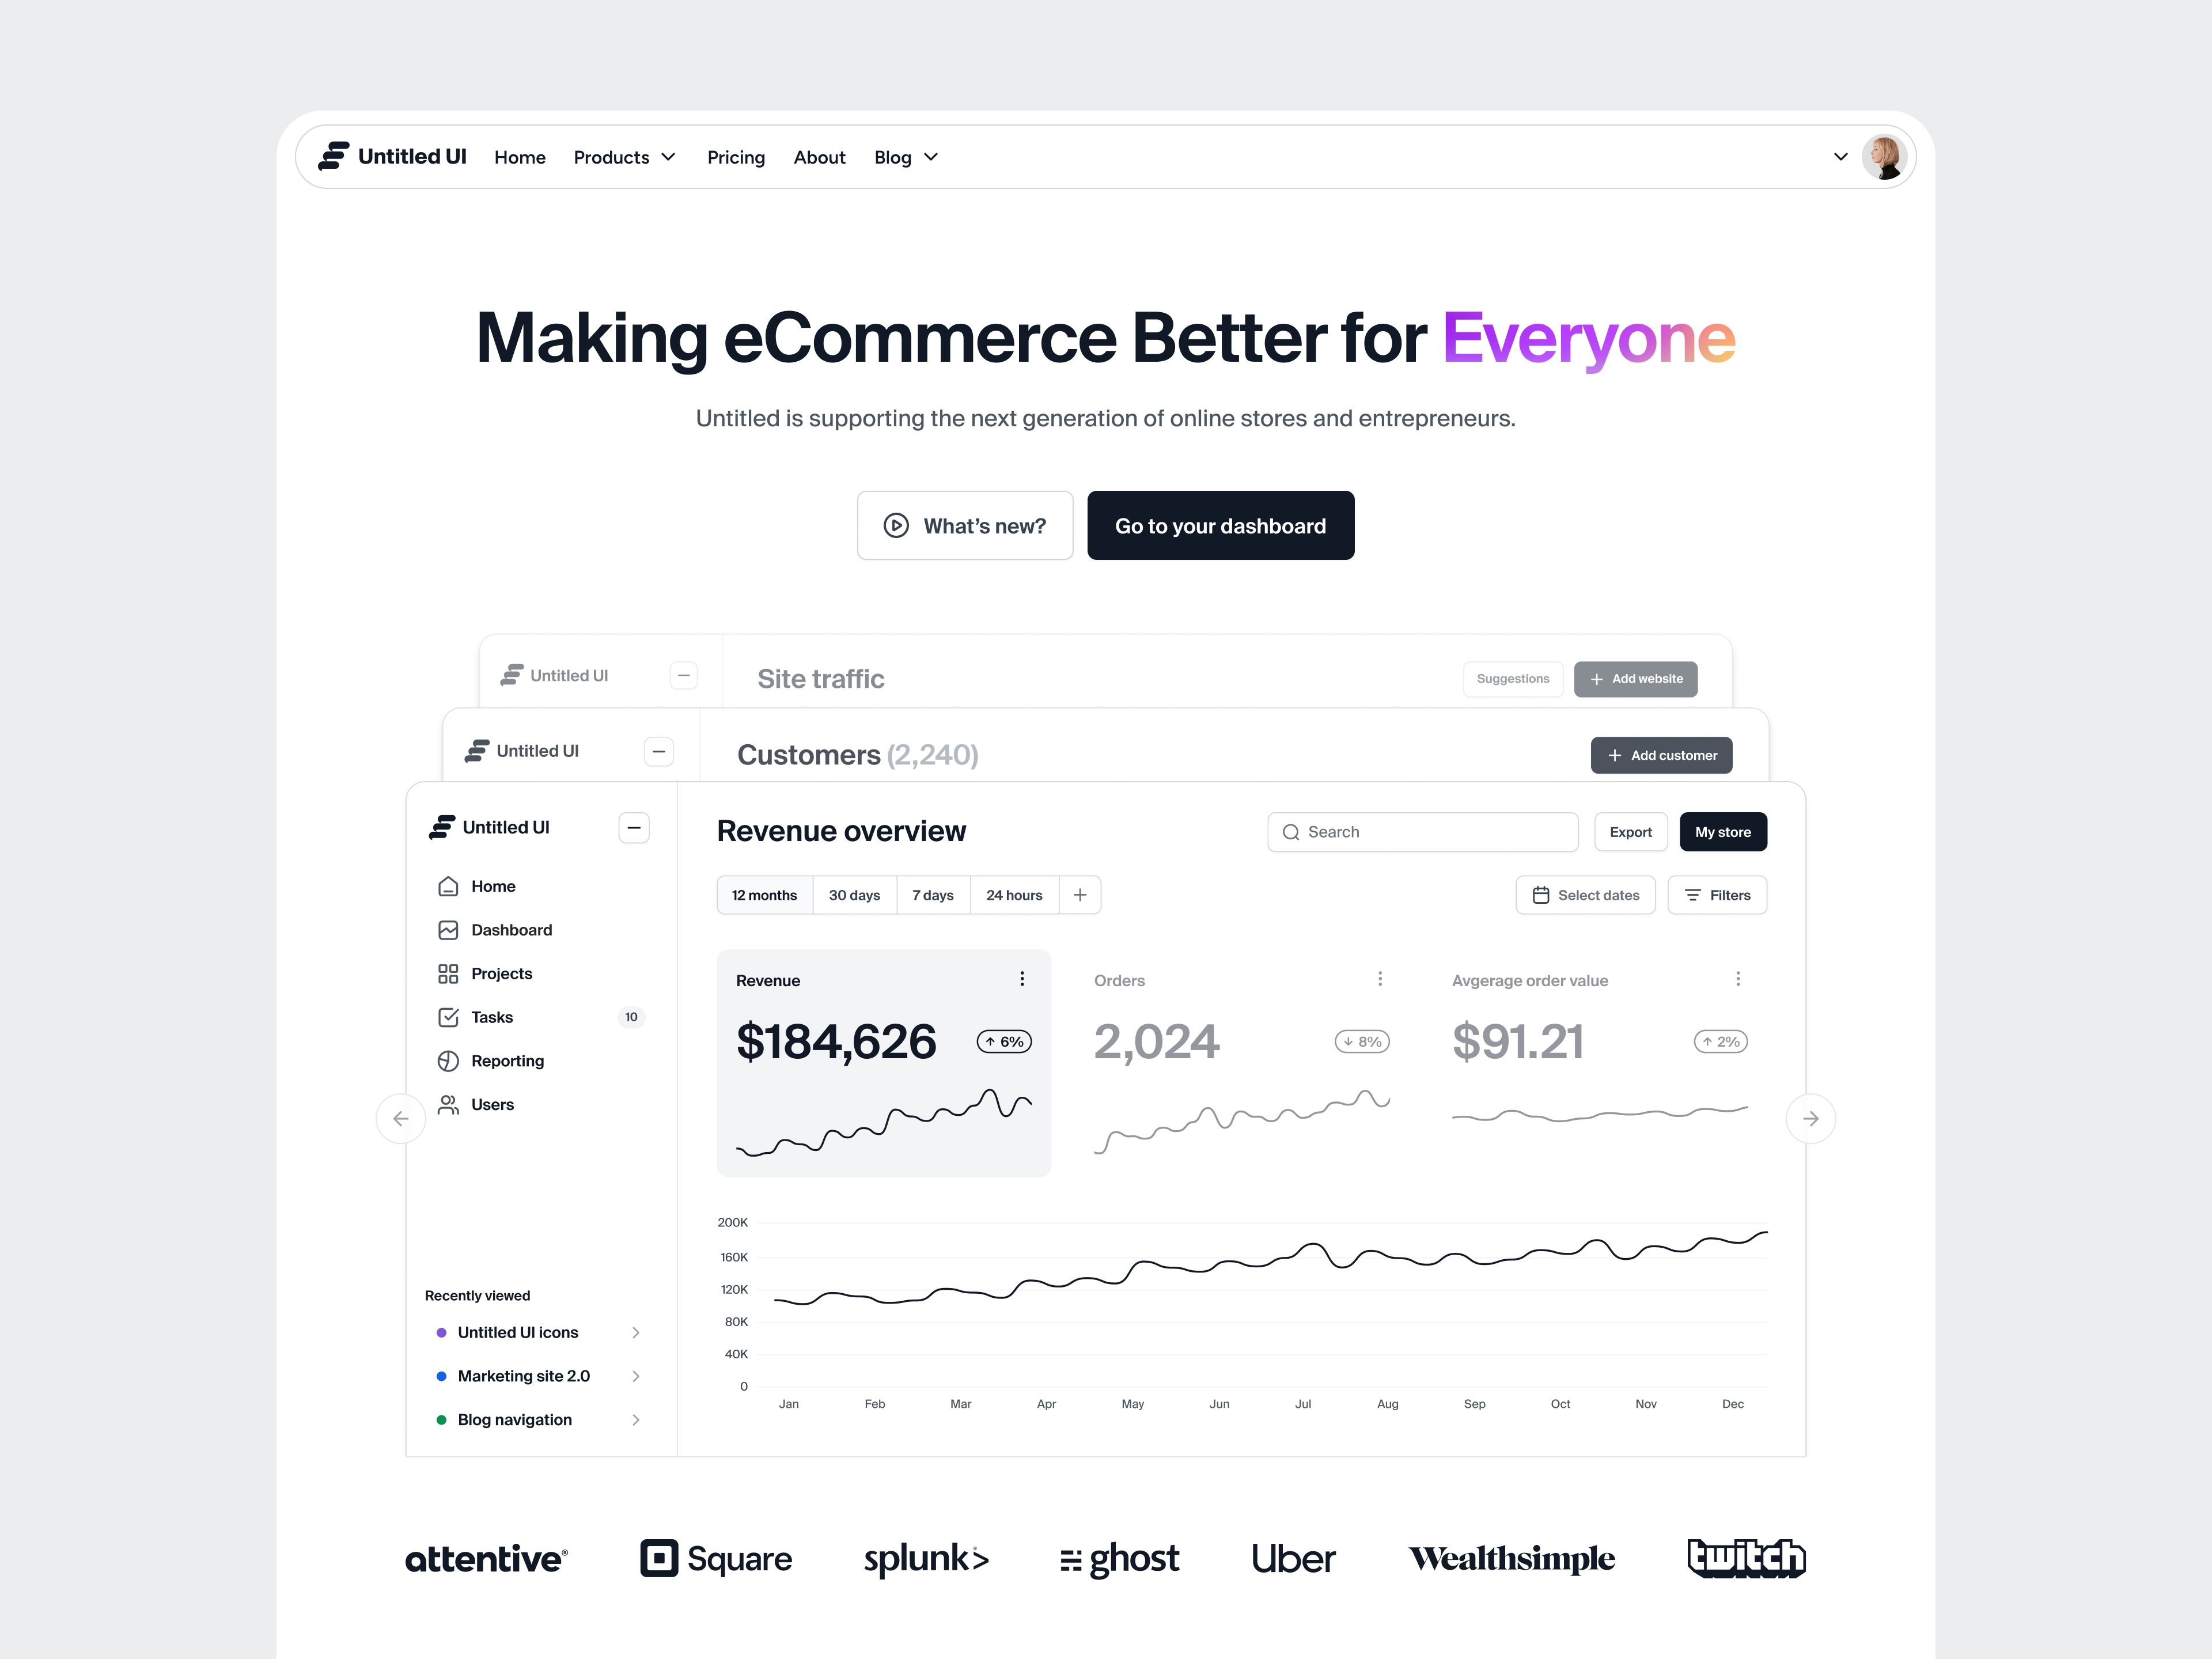 Untitled UI Home Products Pricing About Blog
Making eCommerce Better for Everyone
Untitled is supporting the next generation of online stores and entrepreneurs.
What’s new? Go to your dashboard
Untitled UI Site traffic Suggestions Add website
Untitled UI Customers (2,240) Add customer
Untitled UI
Home
Dashboard
Projects
Tasks 10
Reporting
Users
Recently viewed
Untitled UI icons
Marketing site 2.0
Blog navigation
Revenue overview Search Export My store
12 months 30 days 7 days 24 hours Select dates Filters
Revenue
$184,626 6%
Orders
2,024 8%
Avgerage order value
$91.21 2%
200K
160K
120K
80K
40K
0
Jan Feb Mar Apr May Jun Jul Aug Sep Oct Nov Dec
attentive® Square splunk> ghost Uber Wealthsimple twitch